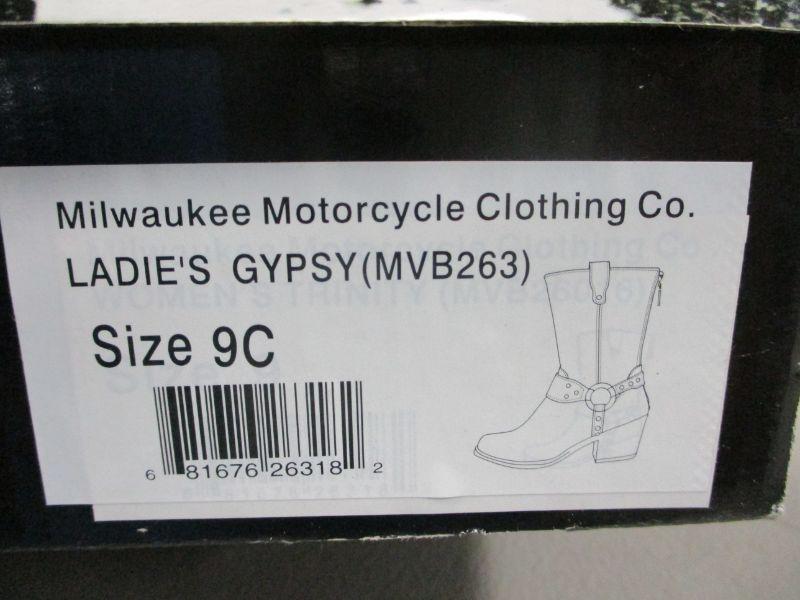 Milwaukee Motorcycle Clothing Co.
LADIE'S GYPSY(MVB263)
Size 9C
6 81676 26318 2